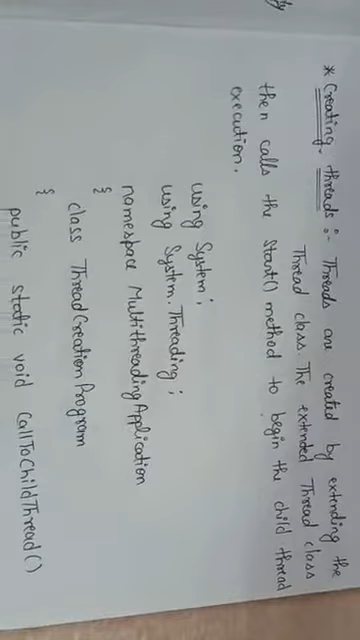 * Creating threads :- Threads are created by extending the
Thread class. The extended Thread class
then calls the Start() method to begin the child thread
execution.
using System;
using System.Threading;
namespace MultithreadingApplication
{
class ThreadCreationProgram
{
public static void CallToChildThread()